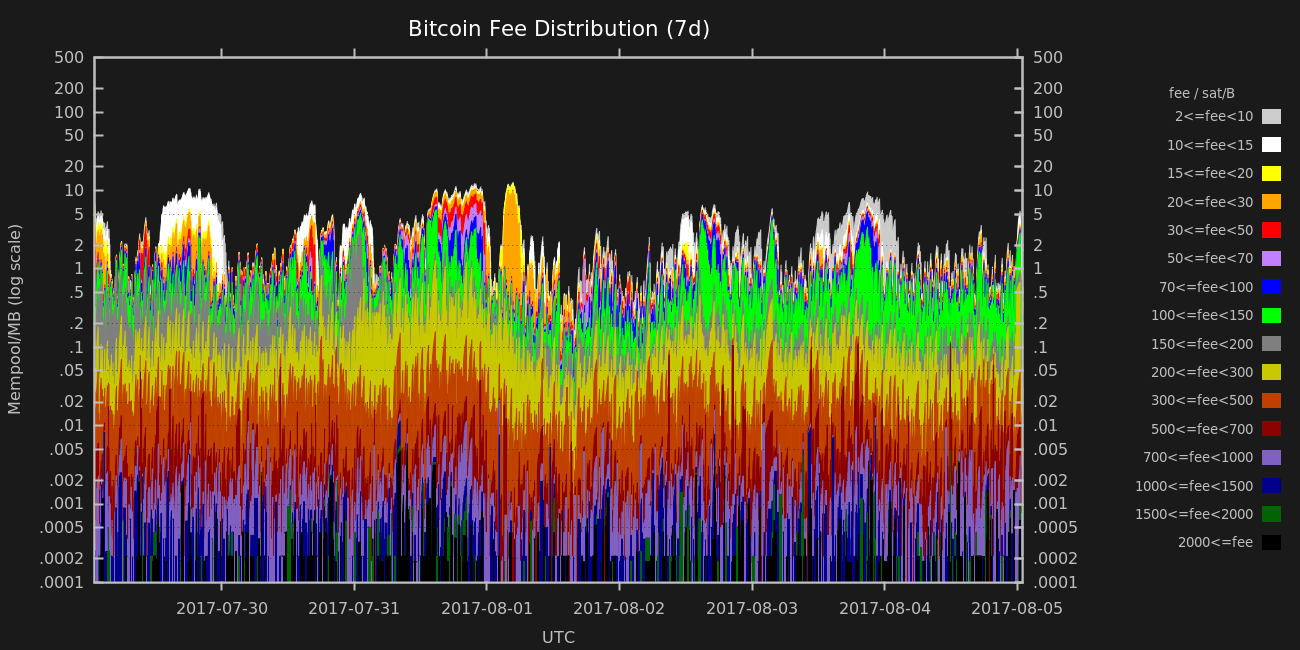 Bitcoin Fee Distribution (7d)
500
200
100
50
20
10
5
2
1
.5
.2
.1
.05
.02
.01
.005
.002
.001
.0005
.0002
.0001
Mempool/MB (log scale)
500
200
100
50
20
10
5
2
1
.5
.2
.1
.05
.02
.01
.005
.002
.001
.0005
.0002
.0001
2017-07-30 2017-07-31 2017-08-01 2017-08-02 2017-08-03 2017-08-04 2017-08-05
UTC
fee / sat/B
2<=fee<10
10<=fee<15
15<=fee<20
20<=fee<30
30<=fee<50
50<=fee<70
70<=fee<100
100<=fee<150
150<=fee<200
200<=fee<300
300<=fee<500
500<=fee<700
700<=fee<1000
1000<=fee<1500
1500<=fee<2000
2000<=fee